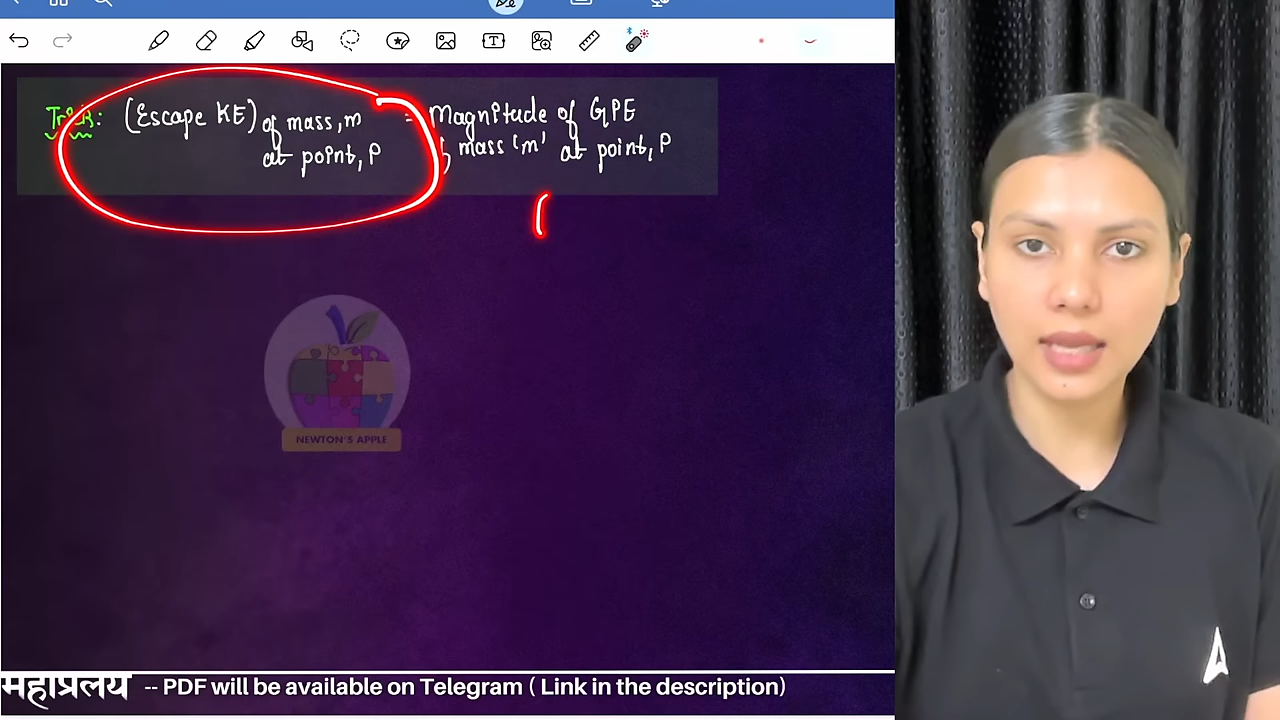 Trick: (Escape KE) of mass, m = Magnitude of GPE
at point, P mass 'm' at point, P
NEWTON'S APPLE
महाप्रलय -- PDF will be available on Telegram ( Link in the description)